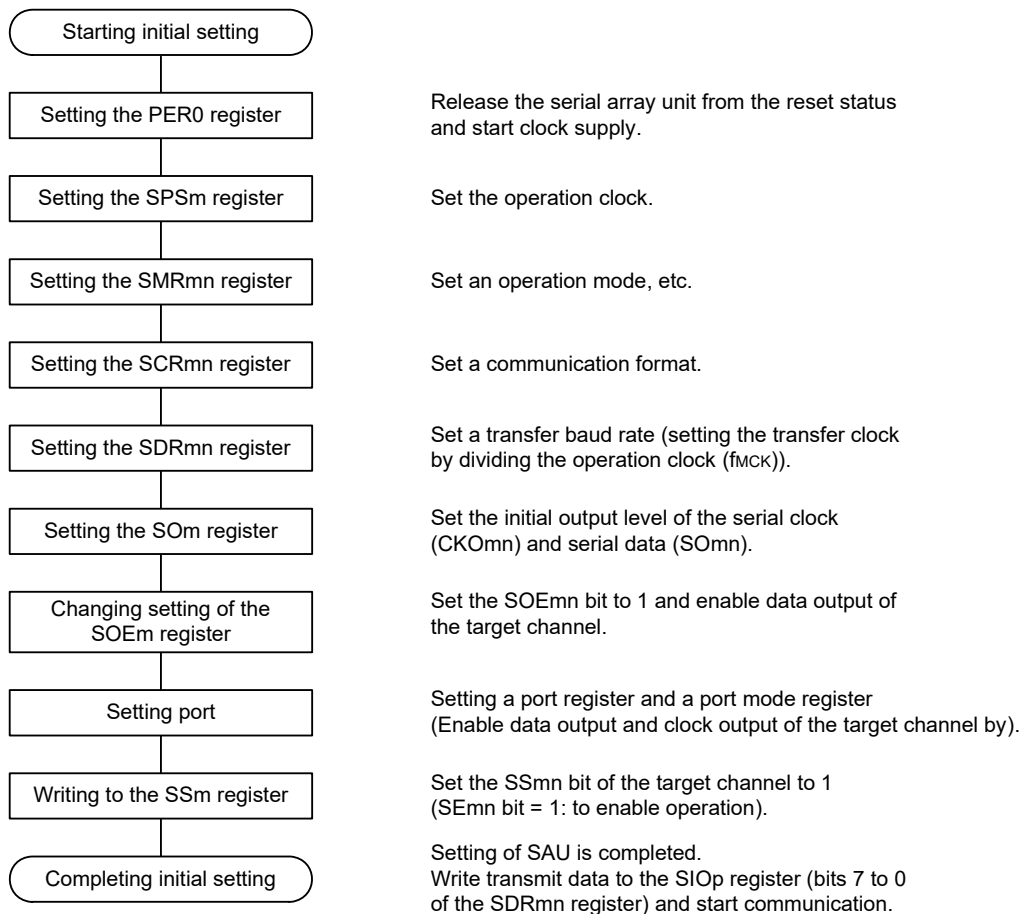 Starting initial setting
Setting the PER0 register
Release the serial array unit from the reset status
and start clock supply.
Setting the SPSm register
Set the operation clock.
Setting the SMRmn register
Set an operation mode, etc.
Setting the SCRmn register
Set a communication format.
Setting the SDRmn register
Set a transfer baud rate (setting the transfer clock
by dividing the operation clock (fMCK)).
Setting the SOm register
Set the initial output level of the serial clock
(CKOmn) and serial data (SOmn).
Changing setting of the
SOEm register
Set the SOEmn bit to 1 and enable data output of
the target channel.
Setting port
Setting a port register and a port mode register
(Enable data output and clock output of the target channel by).
Writing to the SSm register
Set the SSmn bit of the target channel to 1
(SEmn bit = 1: to enable operation).
Completing initial setting
Setting of SAU is completed.
Write transmit data to the SIOp register (bits 7 to 0
of the SDRmn register) and start communication.